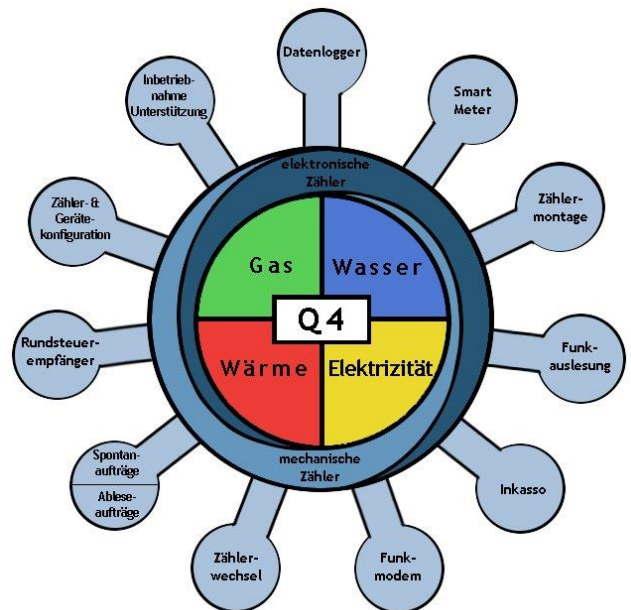 Datenlogger
Smart
Meter
Zähler-
montage
Funk-
auslesung
Inkasso
Funk-
modem
Zähler-
wechsel
Spontan-
aufträge
Ablese-
aufträge
Rundsteuer-
empfänger
Zähler- &
Geräte-
konfiguration
Inbetrieb-
nahme
Unterstützung
elektronische
Zähler
Gas
Wasser
Q4
Wärme
Elektrizität
mechanische
Zähler